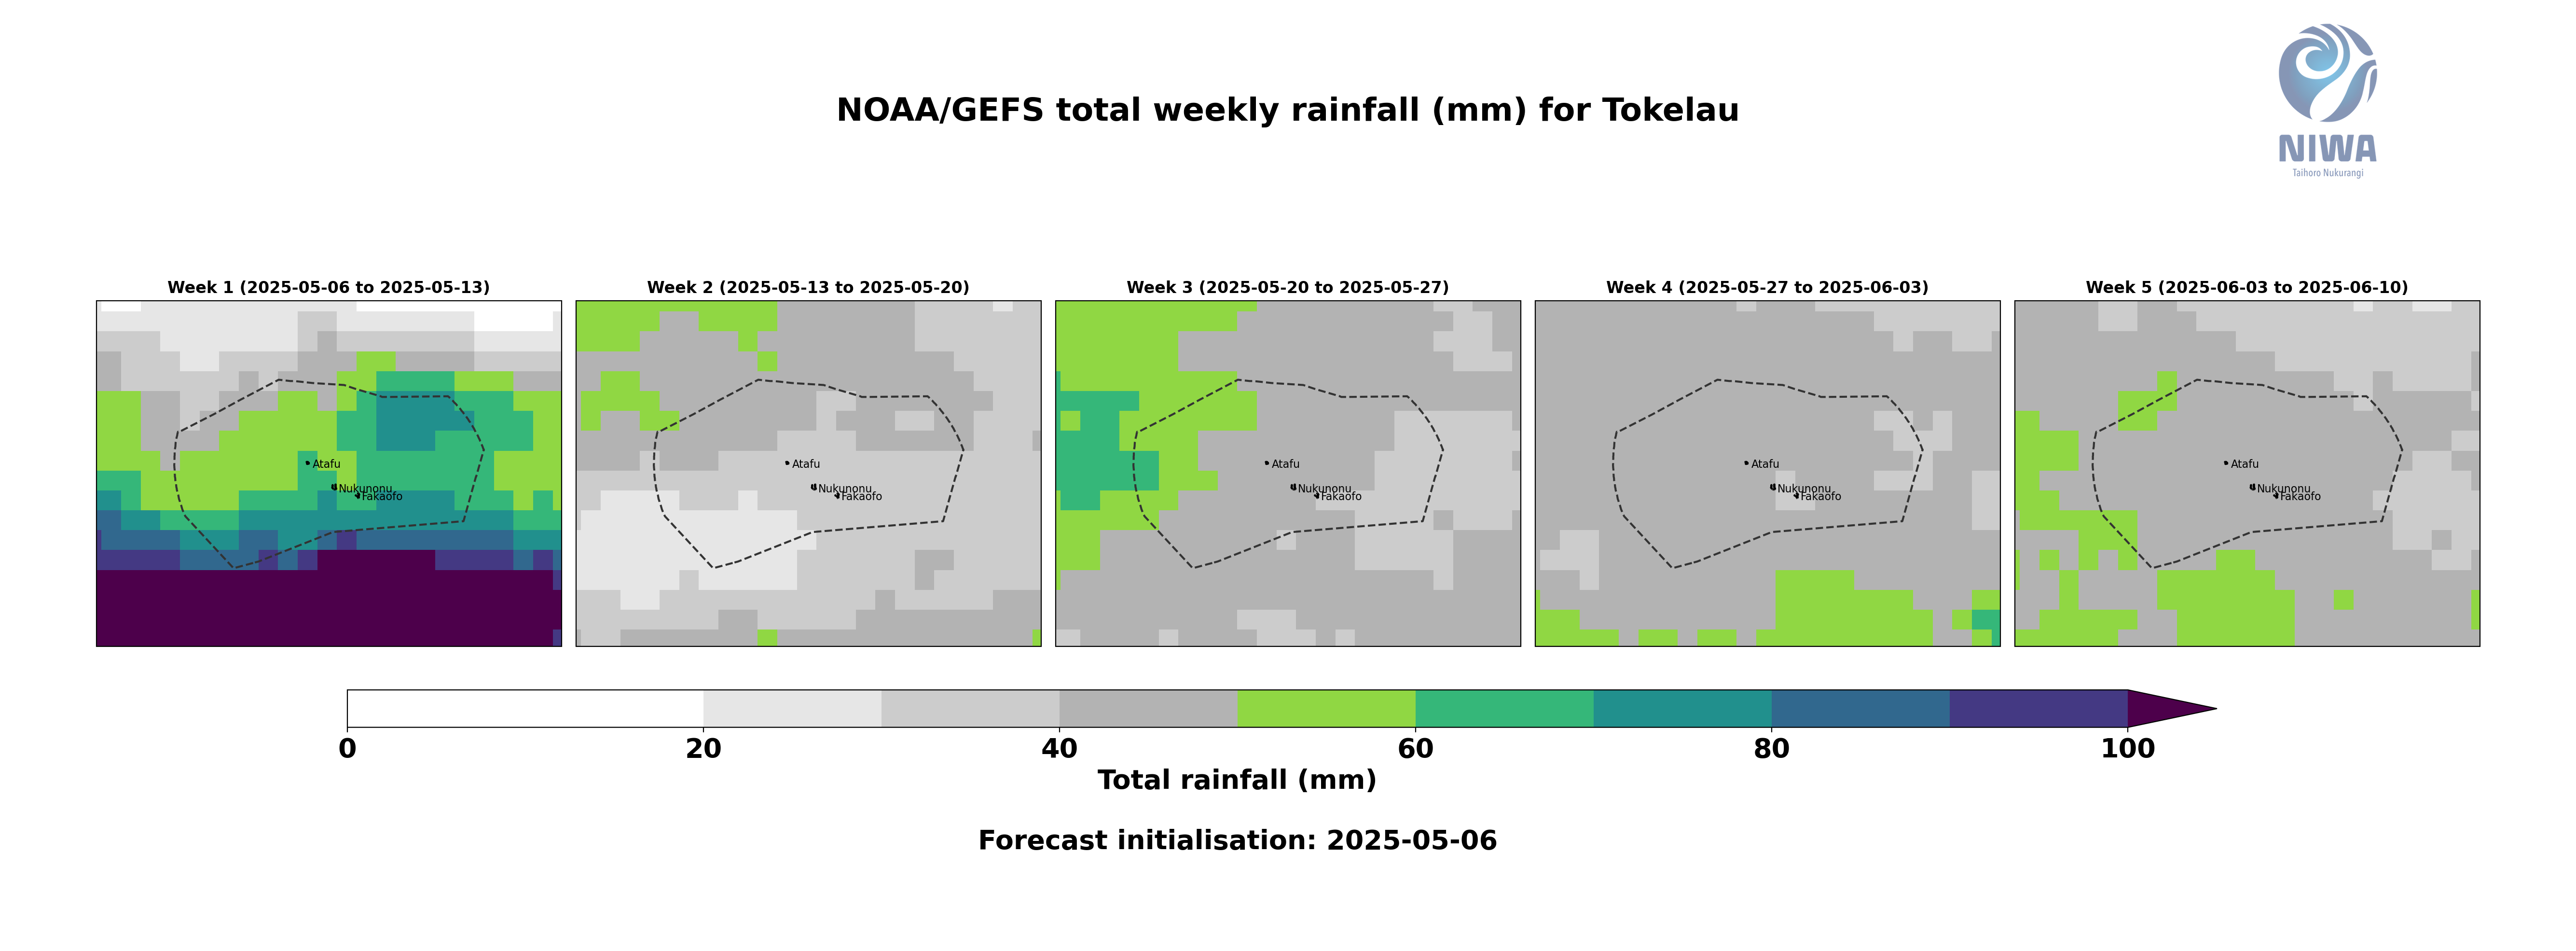 NOAA/GEFS total weekly rainfall (mm) for Tokelau
NIWA
Taihoro Nukurangi
Week 1 (2025-05-06 to 2025-05-13)
Week 2 (2025-05-13 to 2025-05-20)
Week 3 (2025-05-20 to 2025-05-27)
Week 4 (2025-05-27 to 2025-06-03)
Week 5 (2025-06-03 to 2025-06-10)
Atafu
Nukunonu
Fakaofo
Atafu
Nukunonu
Fakaofo
Atafu
Nukunonu
Fakaofo
Atafu
Nukunonu
Fakaofo
Atafu
Nukunonu
Fakaofo
0 20 40 60 80 100
Total rainfall (mm)
Forecast initialisation: 2025-05-06